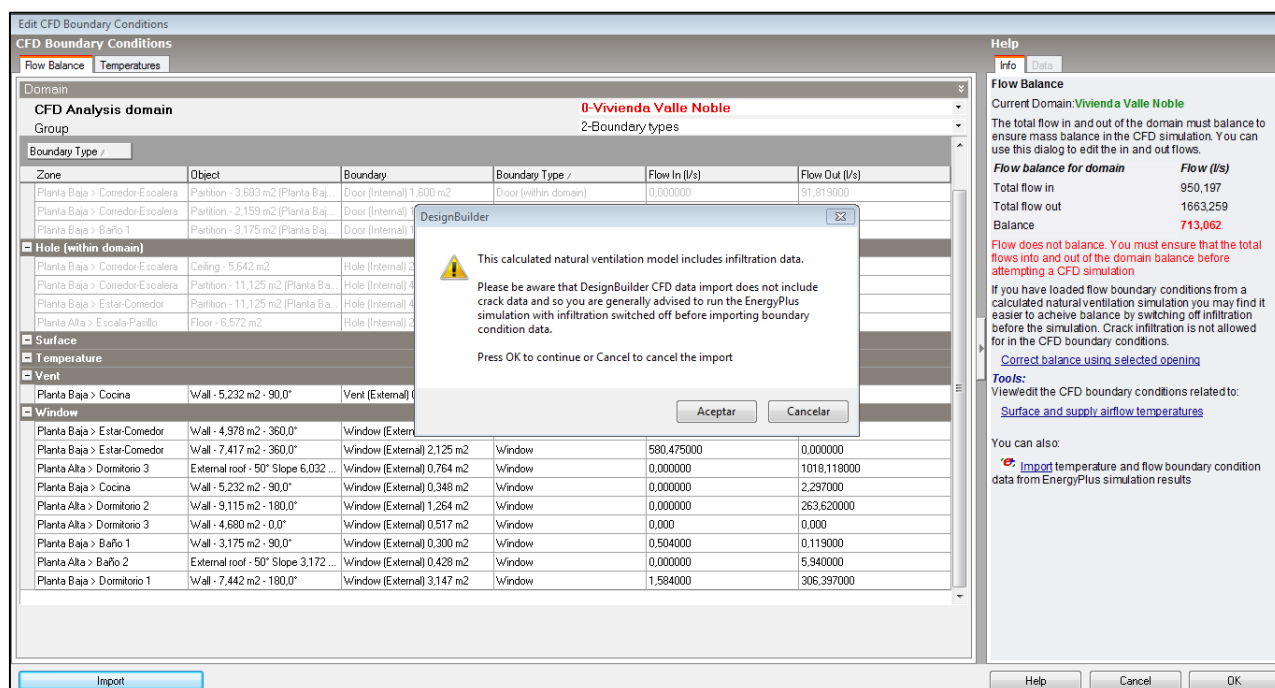 Edit CFD Boundary Conditions
CFD Boundary Conditions
Flow Balance Temperatures
Domain
CFD Analysis domain 0-Vivienda Valle Noble
Group 2-Boundary types
Boundary Type /
Zone Object Boundary Boundary Type / Flow In (l/s) Flow Out (l/s)
Planta Baja > Corredor-Escalera Partition - 3,683 m2 (Planta Baj... Door (Internal) 1,600 m2 Door (within domain) 0,000000 91,819000
Planta Baja > Corredor-Escalera Partition - 2,159 m2 (Planta Baj... Door (Internal) 1
Planta Baja > Baño 1 Partition - 3,175 m2 (Planta Baj... Door (Internal) 1
Hole (within domain)
Planta Baja > Corredor-Escalera Ceiling - 5,642 m2 Hole (Internal) 2
Planta Baja > Corredor-Escalera Partition - 11,125 m2 (Planta Ba... Hole (Internal) 4
Planta Baja > Estar-Comedor Partition - 11,125 m2 (Planta Ba... Hole (Internal) 4
Planta Alta > Escala-Pasillo Floor - 6,572 m2 Hole (Internal) 2
Surface
Temperature
Vent
Planta Baja > Cocina Wall - 5,232 m2 - 90,0° Vent (External) 0
Window
Planta Baja > Estar-Comedor Wall - 4,978 m2 - 360,0° Window (Extern
Planta Baja > Estar-Comedor Wall - 7,417 m2 - 360,0° Window (External) 2,125 m2 Window 580,475000 0,000000
Planta Alta > Dormitorio 3 External roof - 50° Slope 6,032 ... Window (External) 0,764 m2 Window 0,000000 1018,118000
Planta Baja > Cocina Wall - 5,232 m2 - 90,0° Window (External) 0,348 m2 Window 0,000000 2,297000
Planta Alta > Dormitorio 2 Wall - 9,115 m2 - 180,0° Window (External) 1,264 m2 Window 0,000000 263,620000
Planta Alta > Dormitorio 3 Wall - 4,680 m2 - 0,0° Window (External) 0,517 m2 Window 0,000 0,000
Planta Baja > Baño 1 Wall - 3,175 m2 - 90,0° Window (External) 0,300 m2 Window 0,504000 0,119000
Planta Alta > Baño 2 External roof - 50° Slope 3,172 ... Window (External) 0,428 m2 Window 0,000000 5,940000
Planta Baja > Dormitorio 1 Wall - 7,442 m2 - 180,0° Window (External) 3,147 m2 Window 1,584000 306,397000
Import
DesignBuilder
This calculated natural ventilation model includes infiltration data.
Please be aware that DesignBuilder CFD data import does not include
crack data and so you are generally advised to run the EnergyPlus
simulation with infiltration switched off before importing boundary
condition data.
Press OK to continue or Cancel to cancel the import
Aceptar Cancelar
Help
Info Data
Flow Balance
Current Domain:Vivienda Valle Noble
The total flow in and out of the domain must balance to
ensure mass balance in the CFD simulation. You can
use this dialog to edit the in and out flows.
Flow balance for domain Flow (l/s)
Total flow in 950,197
Total flow out 1663,259
Balance 713,062
Flow does not balance. You must ensure that the total
flows into and out of the domain balance before
attempting a CFD simulation
If you have loaded flow boundary conditions from a
calculated natural ventilation simulation you may find it
easier to acheive balance by switching off infiltration
before the simulation. Crack infiltration is not allowed
for in the CFD boundary conditions.
Correct balance using selected opening
Tools:
View/edit the CFD boundary conditions related to:
Surface and supply airflow temperatures
You can also:
Import temperature and flow boundary condition
data from EnergyPlus simulation results
Help Cancel OK